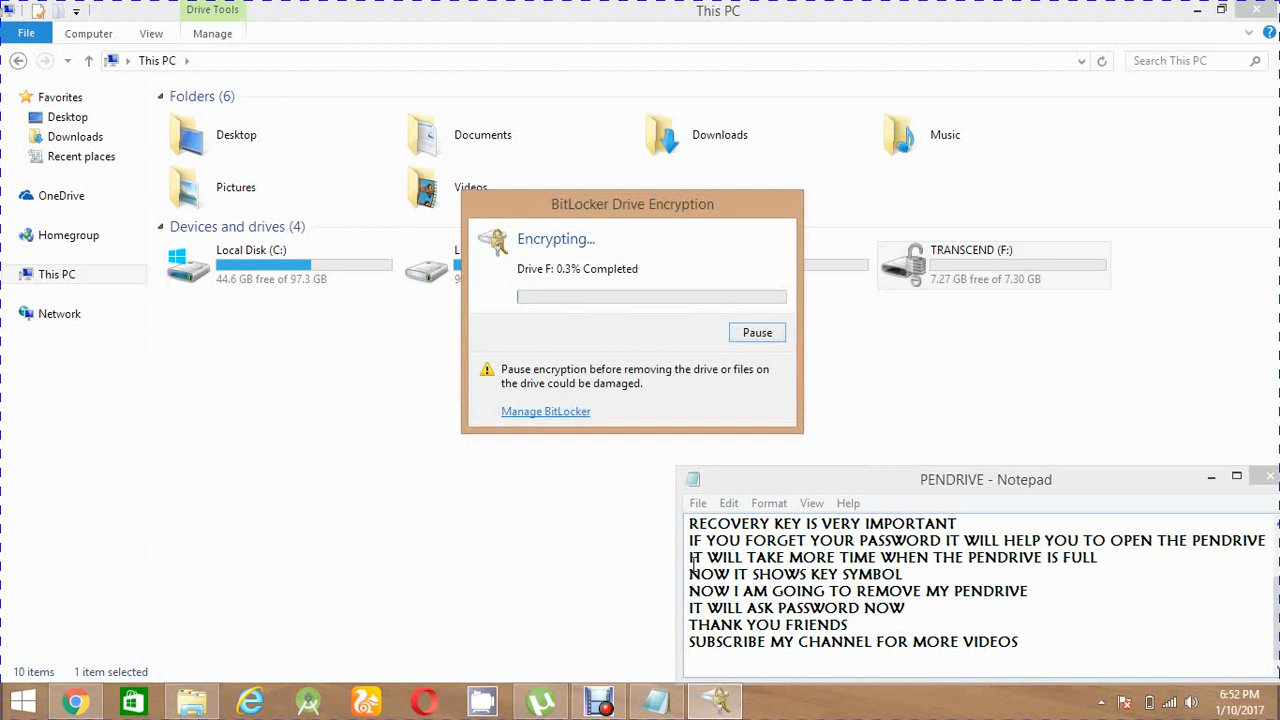 Drive Tools
This PC
File
Computer
View
Manage
This PC
Search This PC
Favorites
Desktop
Downloads
Recent places
OneDrive
Homegroup
This PC
Network
Folders (6)
Desktop
Documents
Downloads
Music
Pictures
Videos
Devices and drives (4)
Local Disk (C:)
44.6 GB free of 97.3 GB
TRANSCEND (F:)
7.27 GB free of 7.30 GB
BitLocker Drive Encryption
Encrypting...
Drive F: 0.3% Completed
Pause
Pause encryption before removing the drive or files on
the drive could be damaged.
Manage BitLocker
PENDRIVE - Notepad
File Edit Format View Help
RECOVERY KEY IS VERY IMPORTANT
IF YOU FORGET YOUR PASSWORD IT WILL HELP YOU TO OPEN THE PENDRIVE
IT WILL TAKE MORE TIME WHEN THE PENDRIVE IS FULL
NOW IT SHOWS KEY SYMBOL
NOW I AM GOING TO REMOVE MY PENDRIVE
IT WILL ASK PASSWORD NOW
THANK YOU FRIENDS
SUBSCRIBE MY CHANNEL FOR MORE VIDEOS
10 items
1 item selected
6:52 PM
1/10/2017